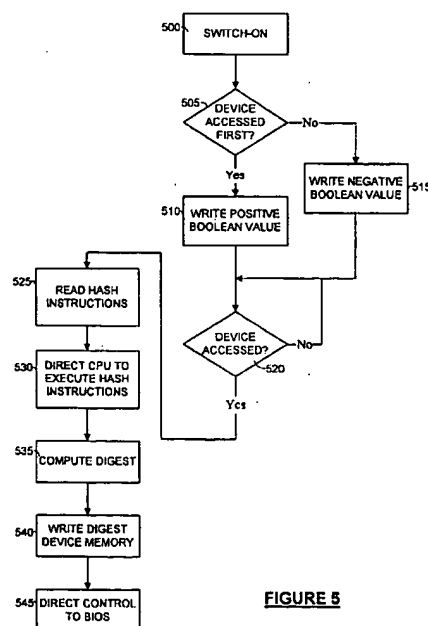 500
SWITCH-ON
505
DEVICE
ACCESSED
FIRST?
No
Yes
510
WRITE POSITIVE
BOOLEAN VALUE
WRITE NEGATIVE
BOOLEAN VALUE
515
525
READ HASH
INSTRUCTIONS
DEVICE
ACCESSED?
No
520
Yes
530
DIRECT CPU TO
EXECUTE HASH
INSTRUCTIONS
535
COMPUTE DIGEST
540
WRITE DIGEST
DEVICE MEMORY
545
DIRECT CONTROL
TO BIOS
FIGURE 5